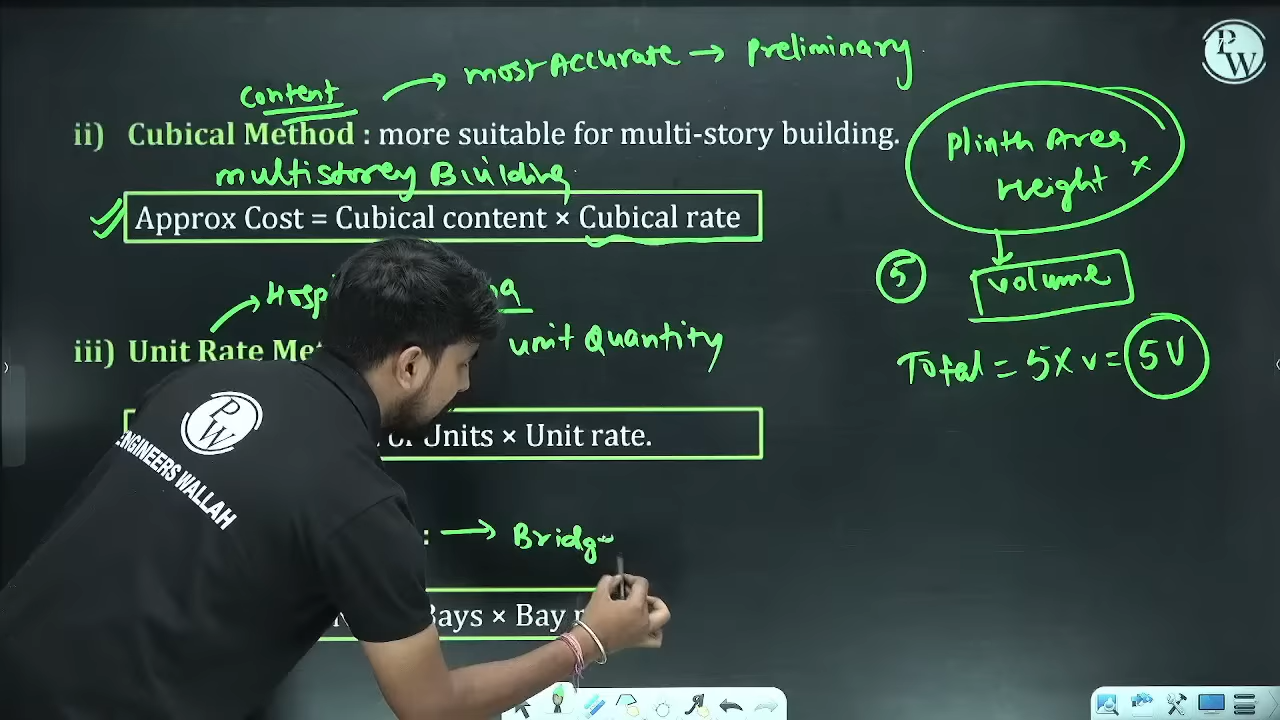 content → most Accurate → Preliminary
ii) Cubical Method : more suitable for multi-story building.
multistorey Building
Approx Cost = Cubical content × Cubical rate
Plinth Area
Height ×
volume
5
Total = 5 X V = 5V
iii) Unit Rate
unit Quantity
Units × Unit rate.
: → Bridge
Bays × Bay
PW
PW
ENGINEERS WALLAH